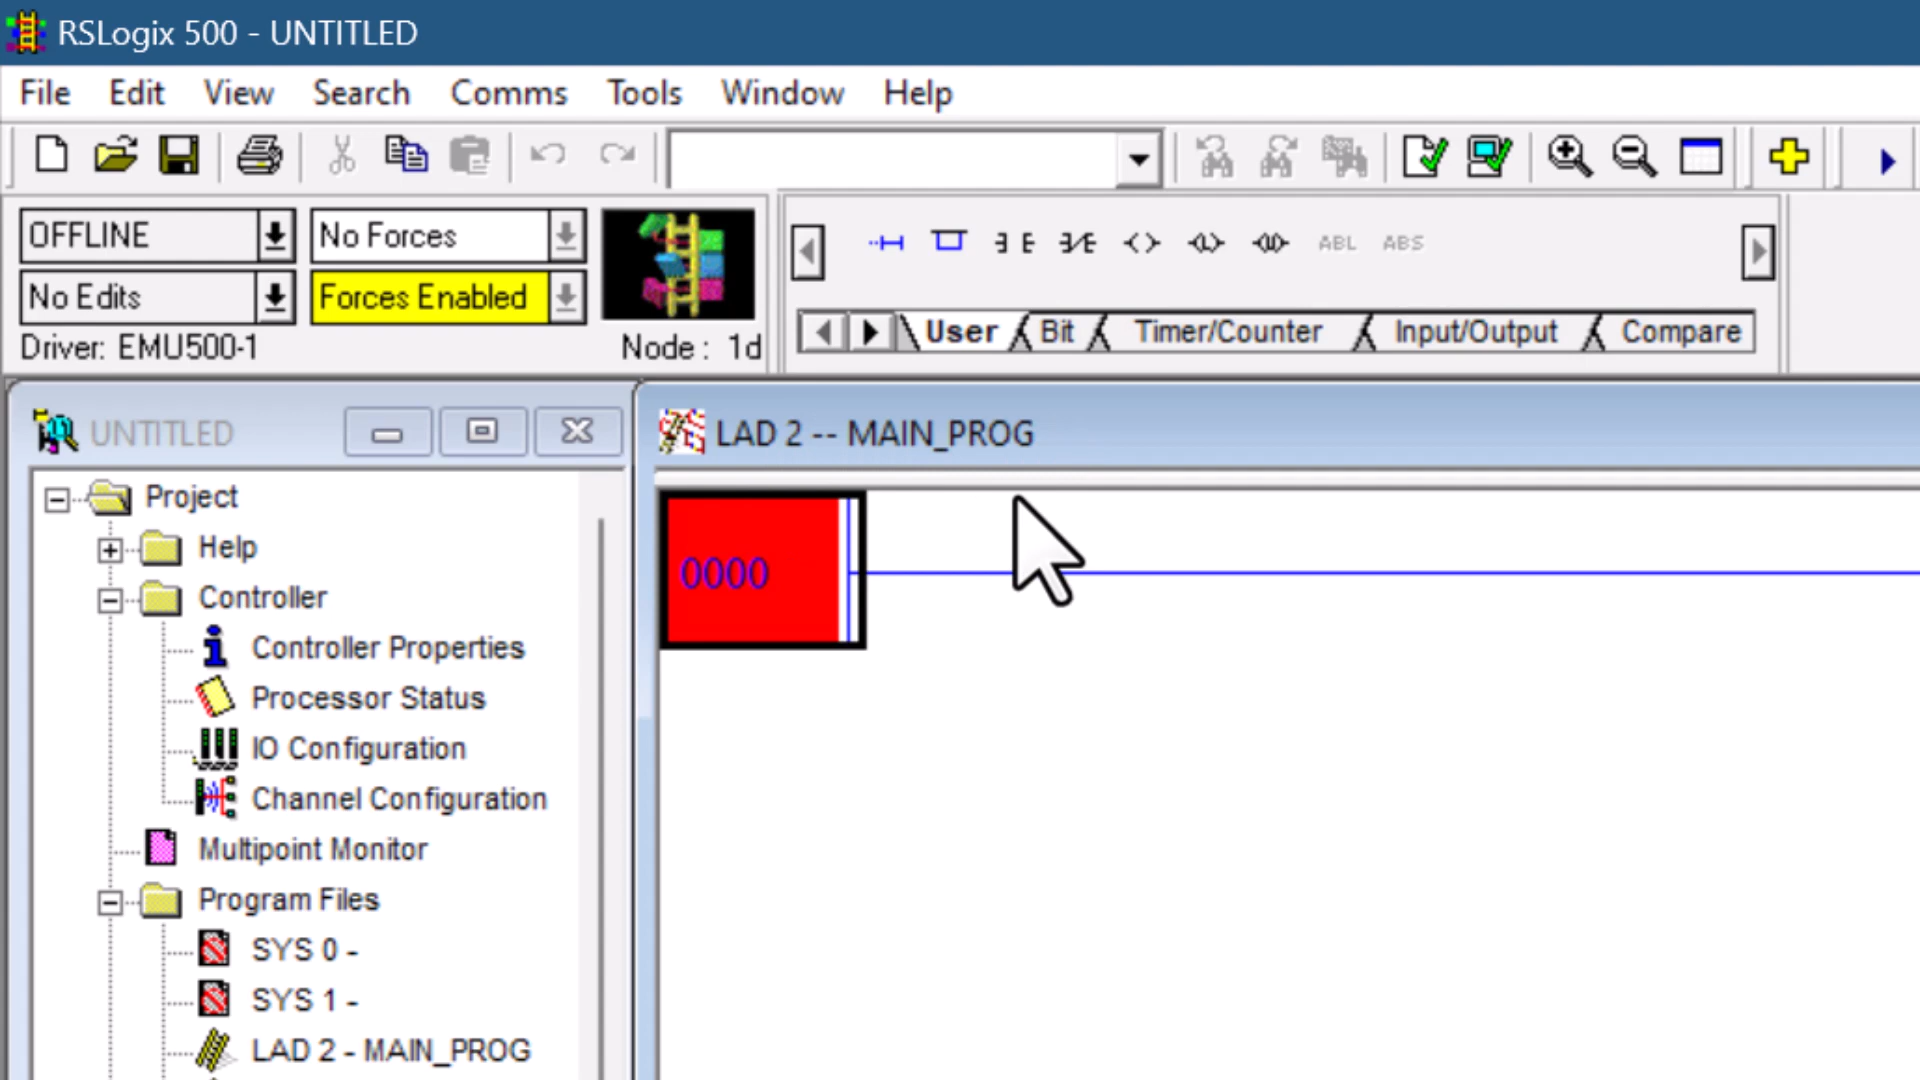 RSLogix 500 - UNTITLED
File Edit View Search Comms Tools Window Help
OFFLINE No Forces
No Edits Forces Enabled
Driver: EMU500-1 Node : 1d
ABL ABS
User Bit Timer/Counter Input/Output Compare
UNTITLED
Project
Help
Controller
Controller Properties
Processor Status
IO Configuration
Channel Configuration
Multipoint Monitor
Program Files
SYS 0 -
SYS 1 -
LAD 2 - MAIN_PROG
LAD 2 -- MAIN_PROG
0000